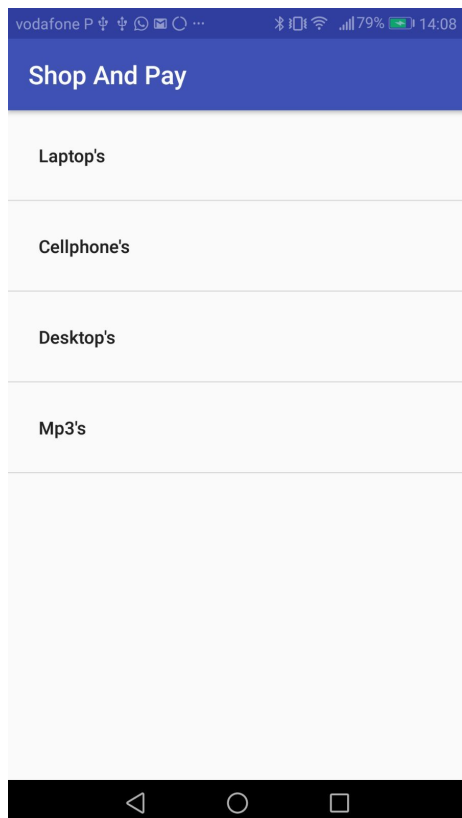 vodafone P 79% 14:08
Shop And Pay
Laptop's
Cellphone's
Desktop's
Mp3's